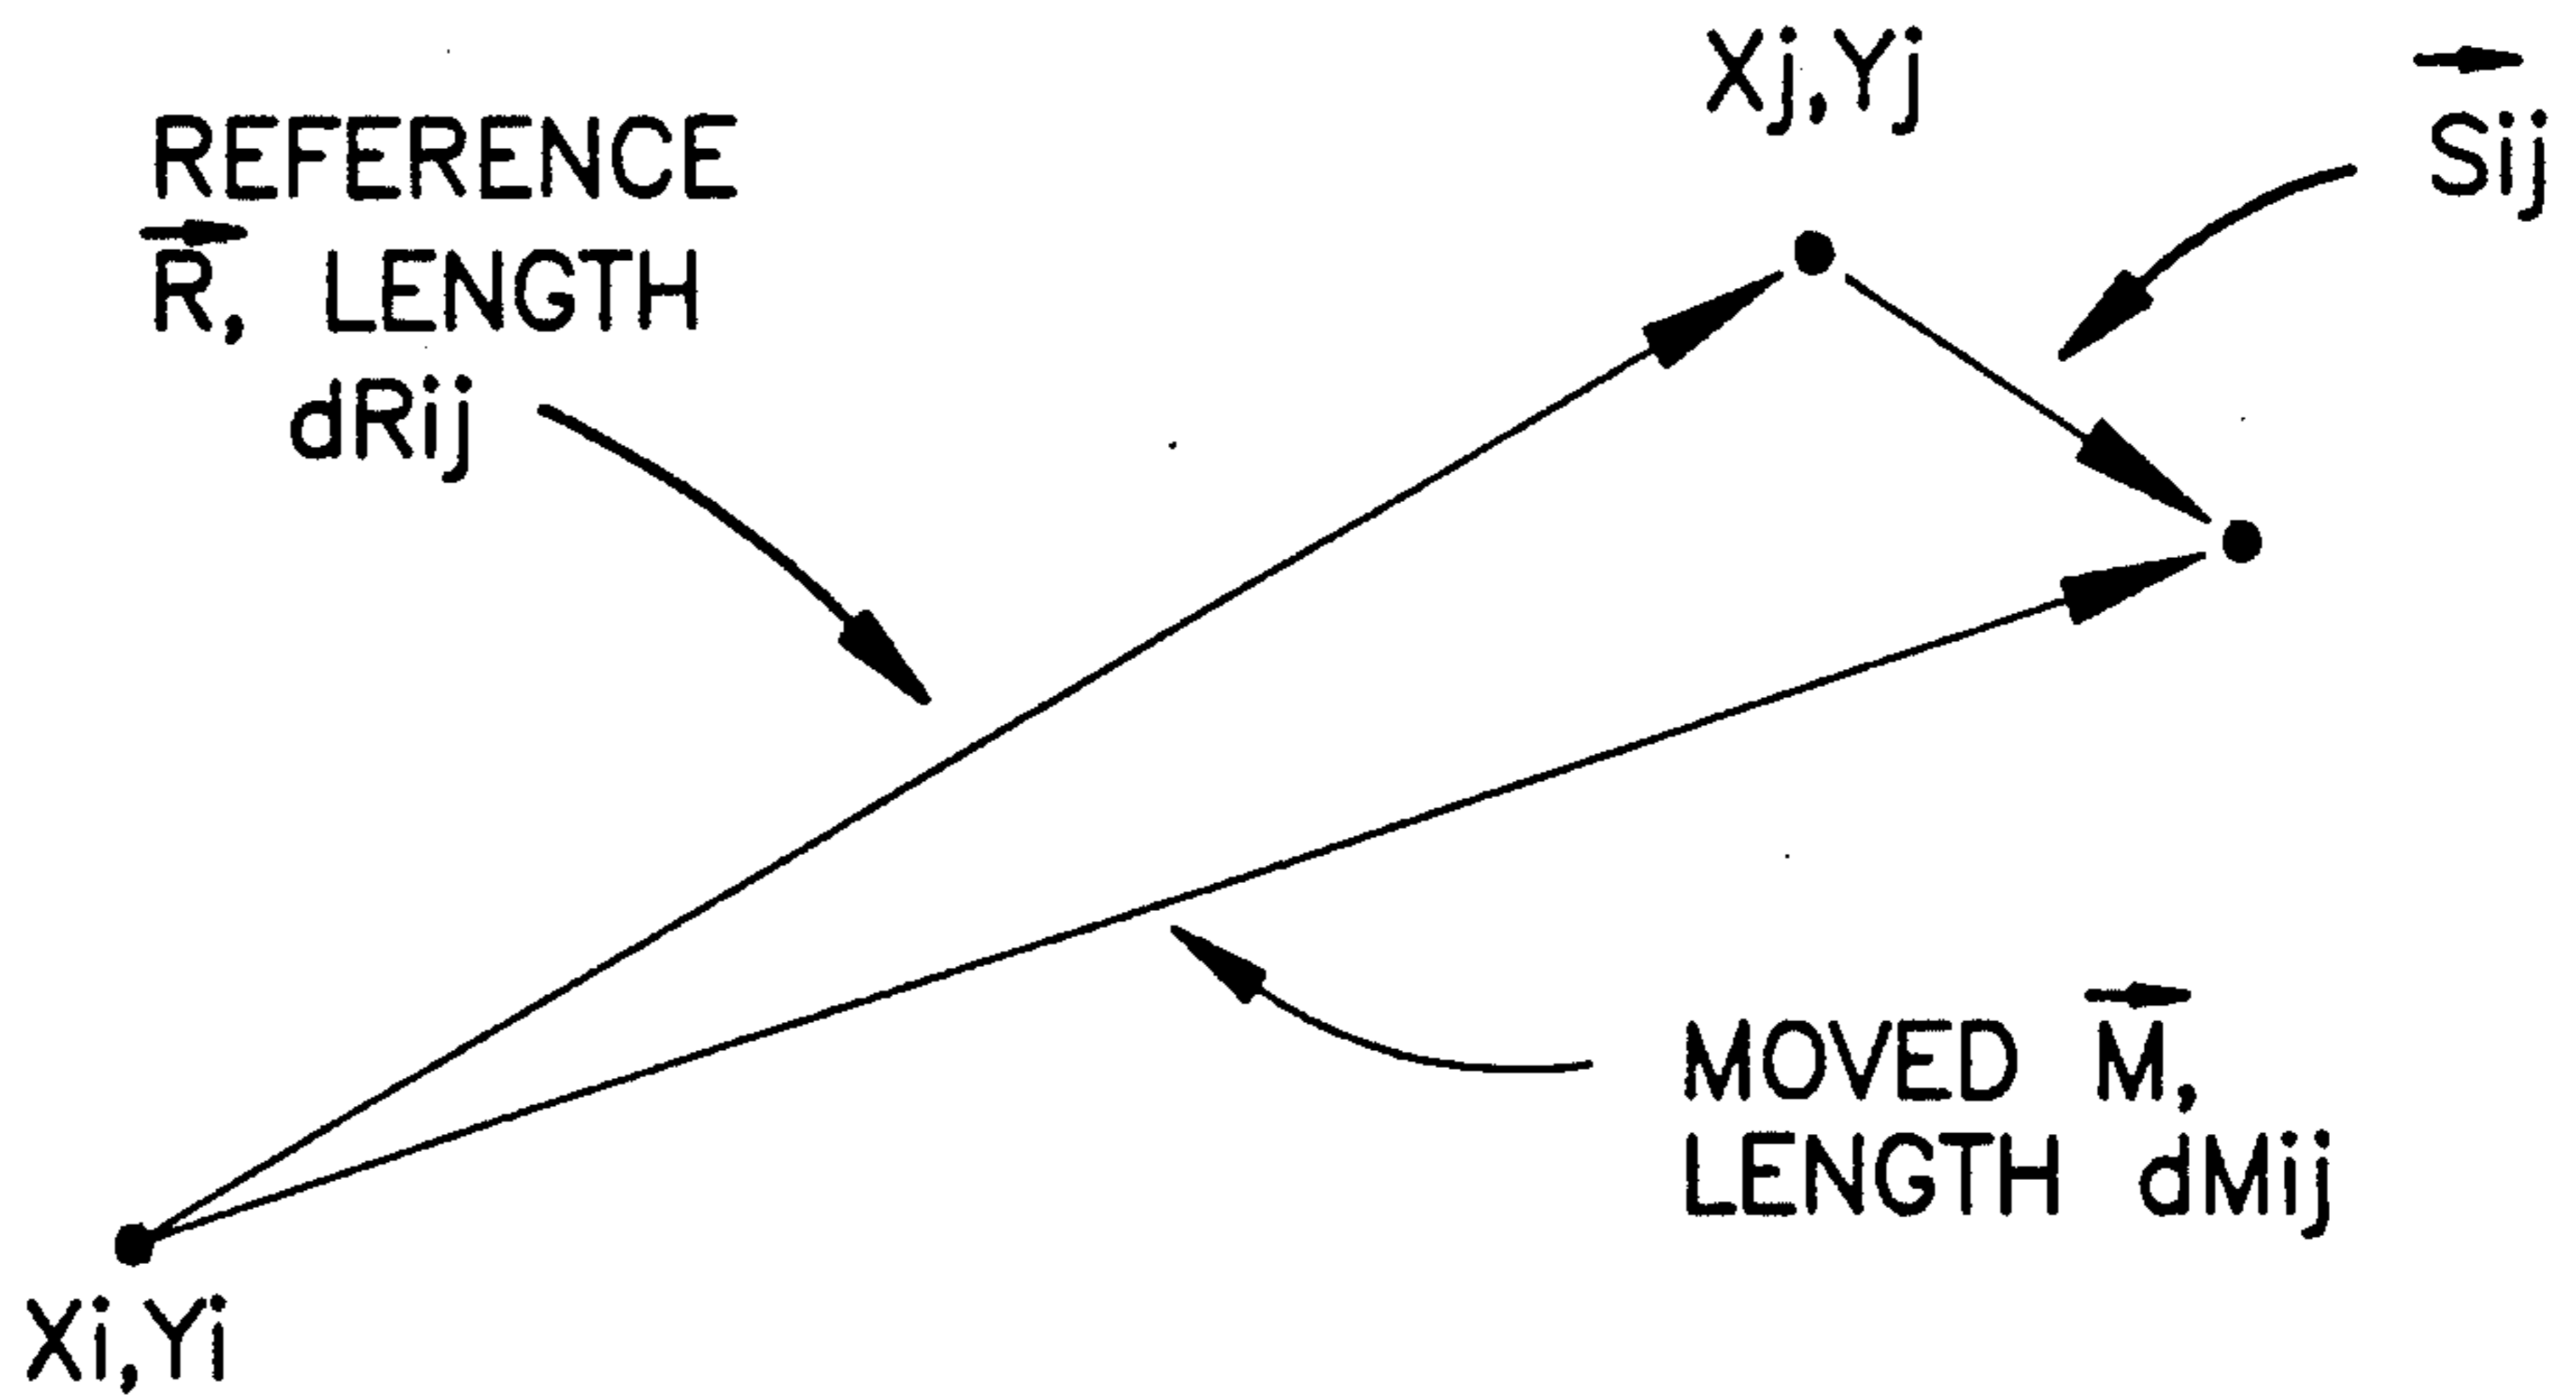 REFERENCE
R, LENGTH
dRij
Xj,Yj
Sij
MOVED M,
LENGTH dMij
Xi,Yi